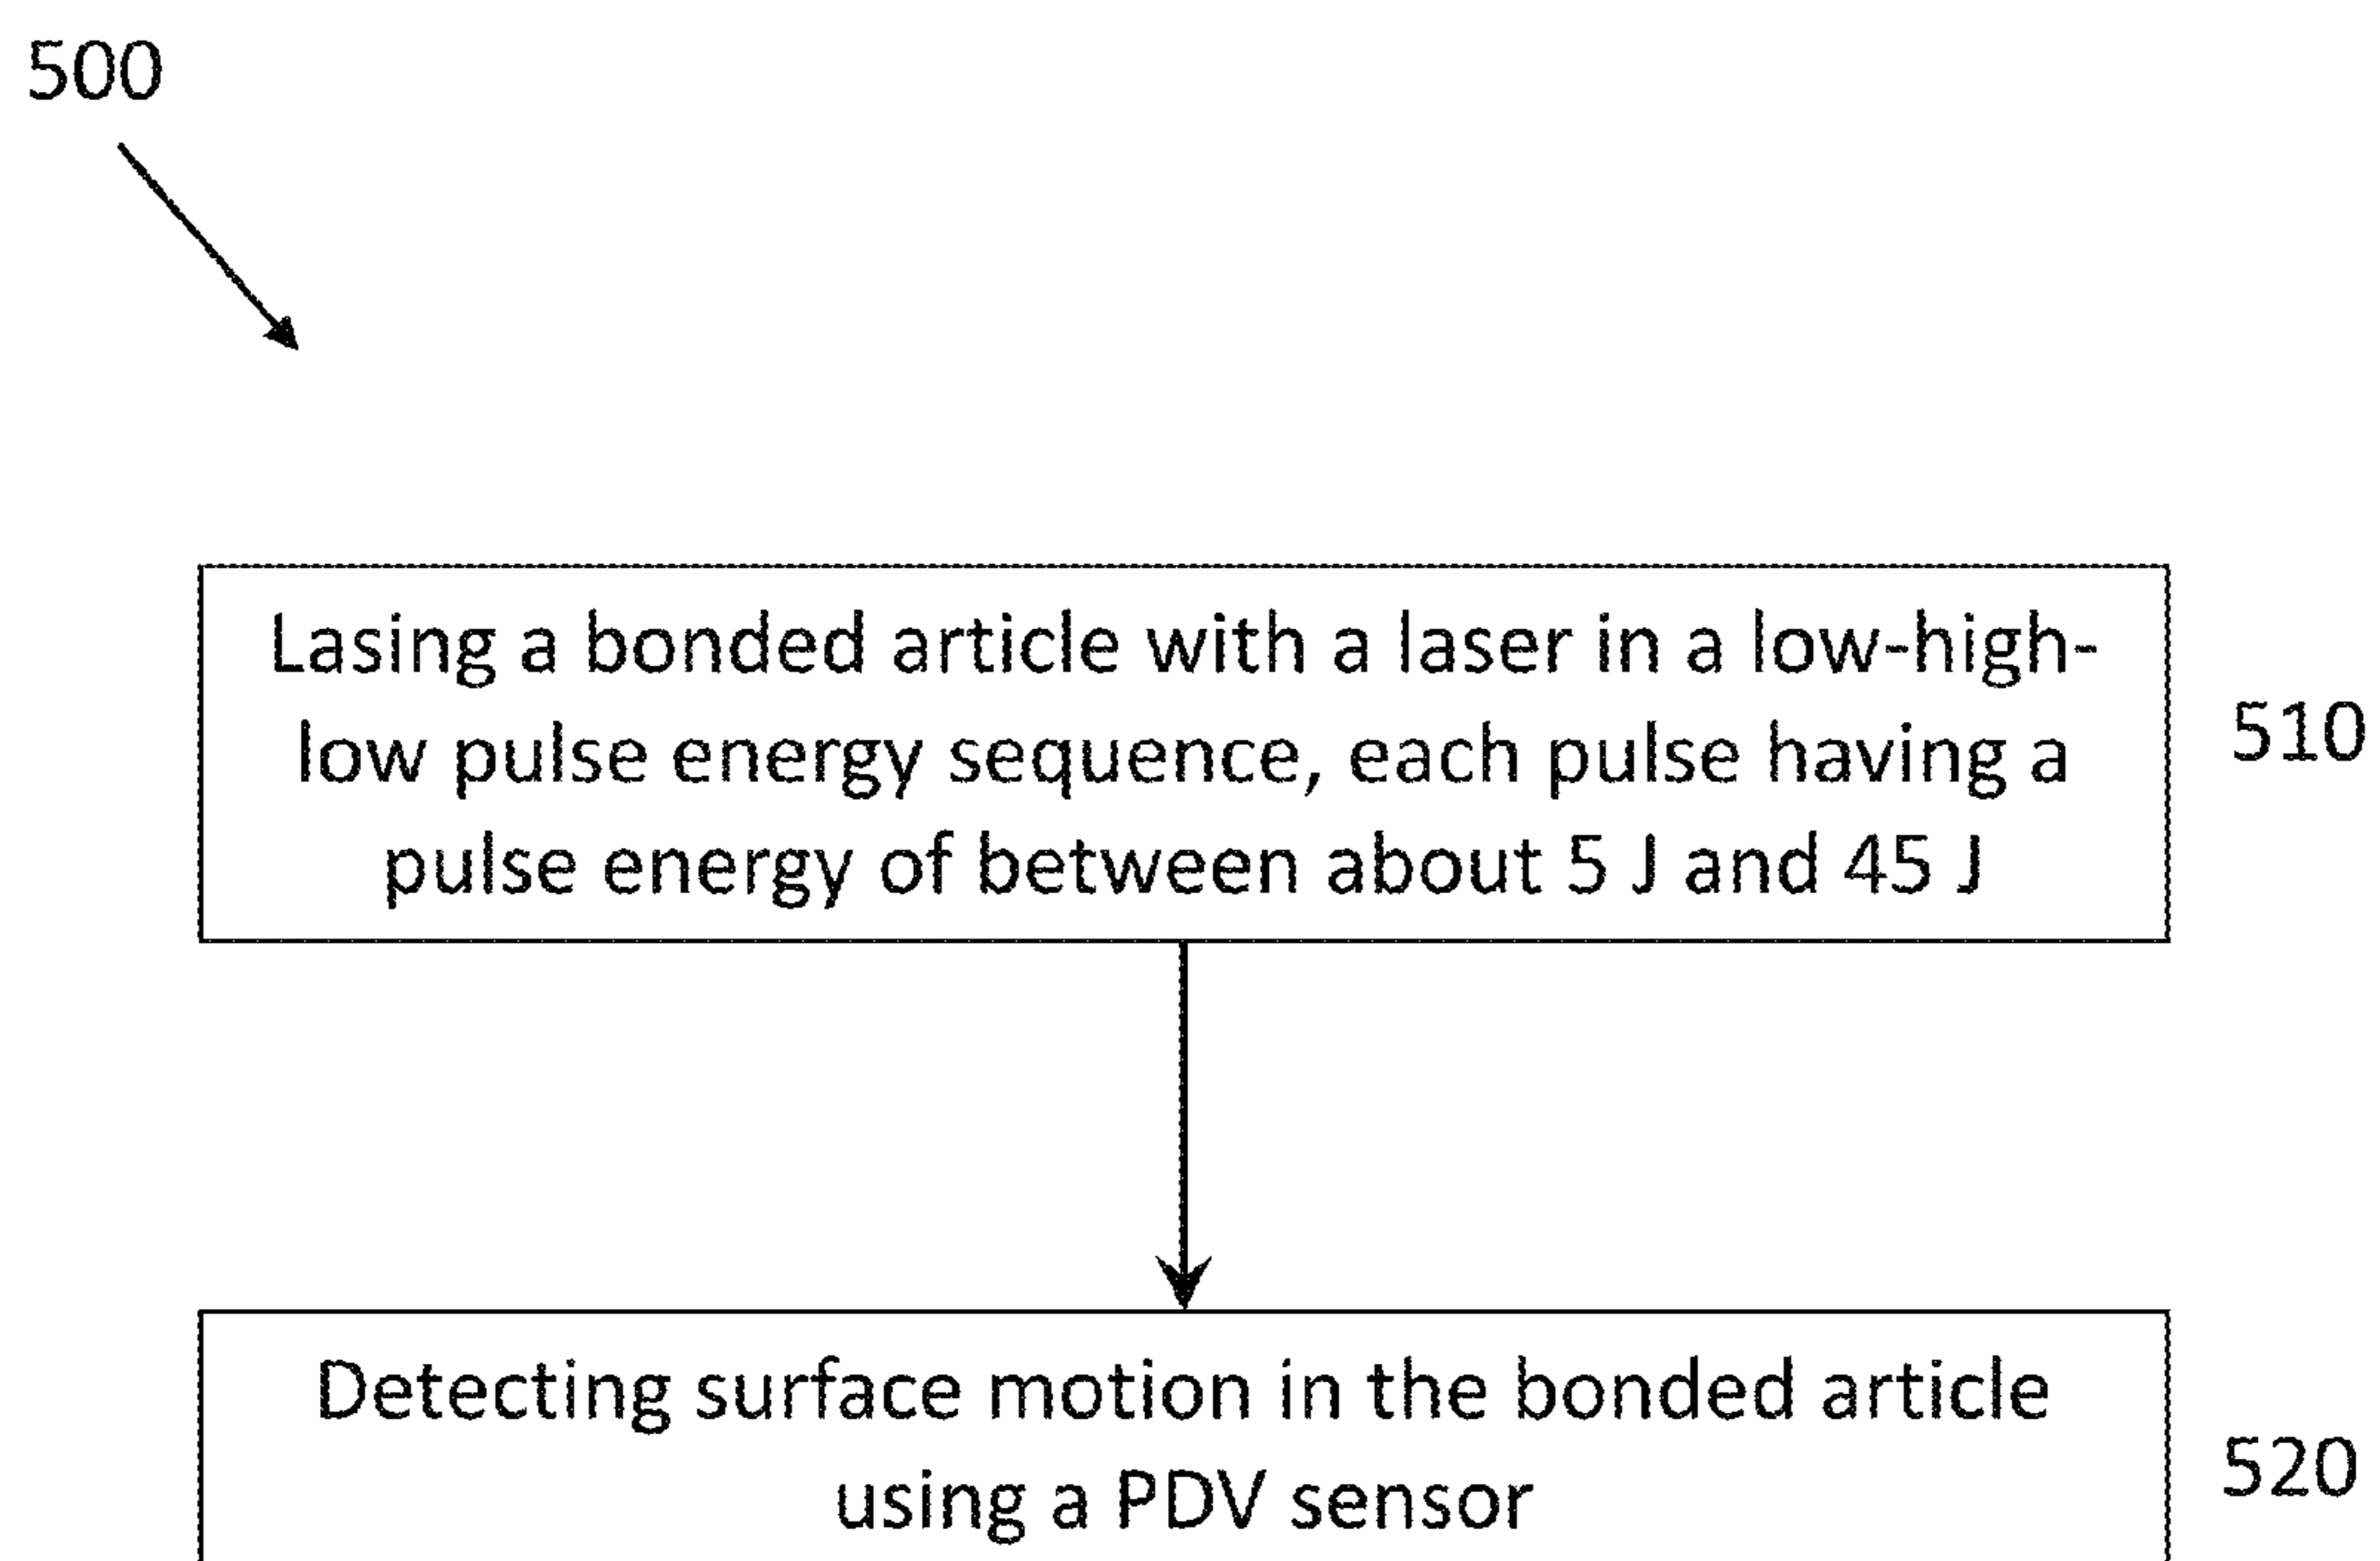 500
Lasing a bonded article with a laser in a low-high-
low pulse energy sequence, each pulse having a
pulse energy of between about 5 J and 45 J
510
Detecting surface motion in the bonded article
using a PDV sensor
520